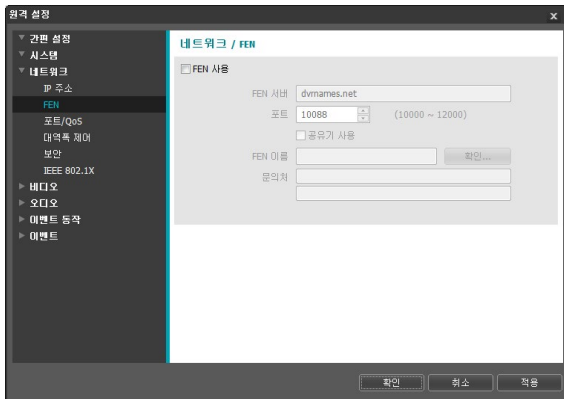 원격 설정
x
간편 설정
시스템
네트워크
IP 주소
FEN
포트/QoS
대역폭 제어
보안
IEEE 802.1X
비디오
오디오
이벤트 동작
이벤트
네트워크 / FEN
FEN 사용
FEN 서버 dvrnames.net
포트 10088 (10000 ~ 12000)
공유기 사용
FEN 이름 확인...
문의처
확인 취소 적용